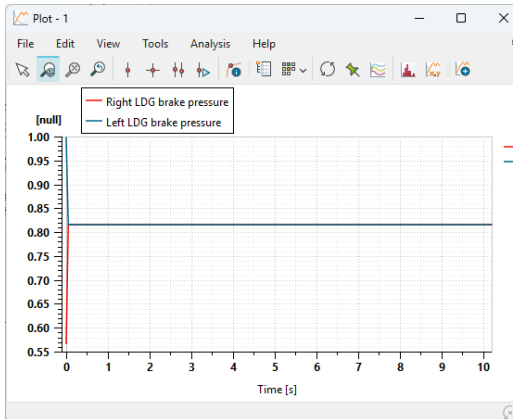 Plot - 1
File Edit View Tools Analysis Help
Right LDG brake pressure
Left LDG brake pressure
[null]
1.00
0.95
0.90
0.85
0.80
0.75
0.70
0.65
0.60
0.55
0 1 2 3 4 5 6 7 8 9 10
Time [s]